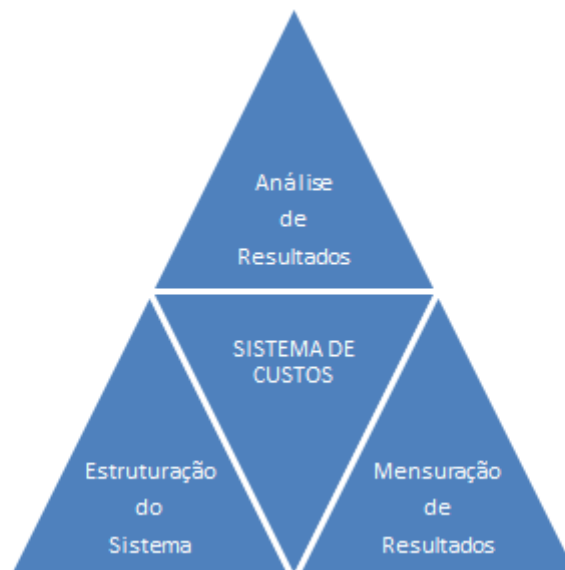 Análise
de
Resultados
SISTEMA DE
CUSTOS
Estruturação
do
Sistema
Mensuração
de
Resultados